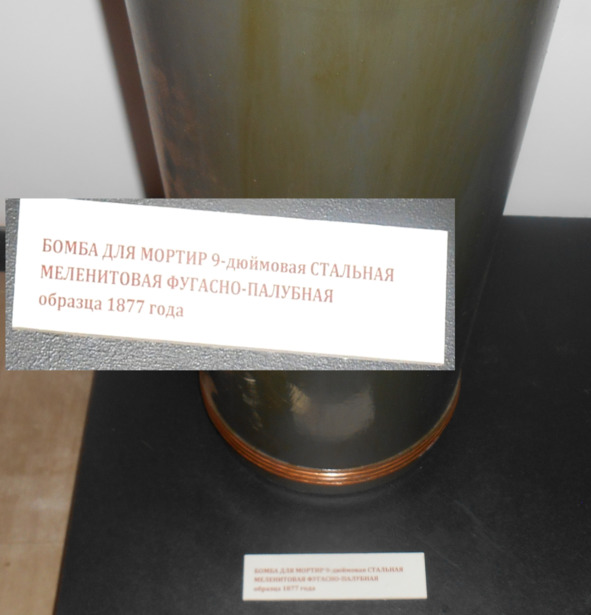 БОМБА ДЛЯ МОРТИР 9-дюймовая СТАЛЬНАЯ
МЕЛЕНИТОВАЯ ФУГАСНО-ПАЛУБНАЯ
образца 1877 года
БОМБА ДЛЯ МОРТИР 9-дюймовая СТАЛЬНАЯ
МЕЛЕНИТОВАЯ ФУГАСНО-ПАЛУБНАЯ
образца 1877 года